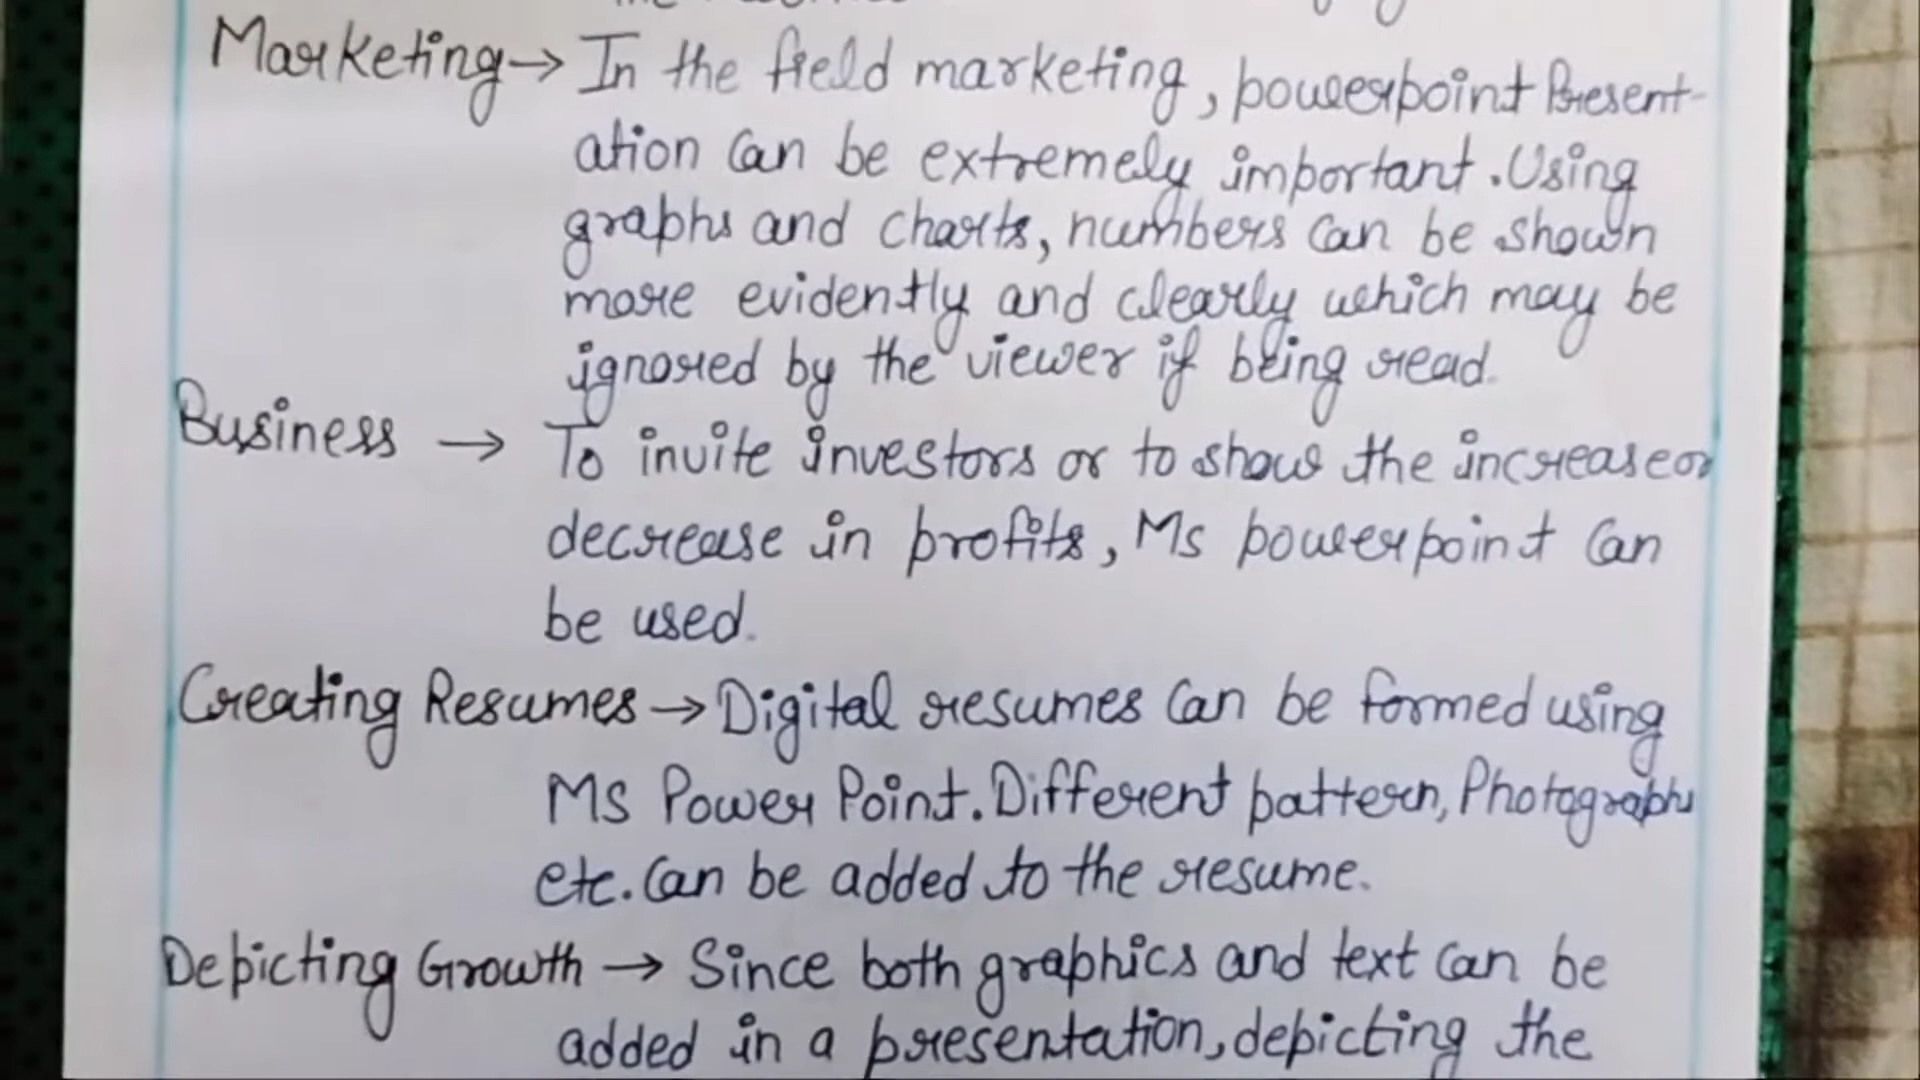 Marketing → In the field marketing, powerpoint Present-
ation Can be extremely important. Using
graphs and charts, numbers Can be shown
more evidently and clearly which may be
ignored by the viewer if being read.
Business → To invite investors or to show the increase or
decrease in profits, Ms powerpoint Can
be used.
Creating Resumes → Digital resumes Can be formed using
Ms Power Point. Different pattern, Photographs
etc. Can be added to the resume.
Depicting Growth → Since both graphics and text Can be
added in a presentation, depicting the